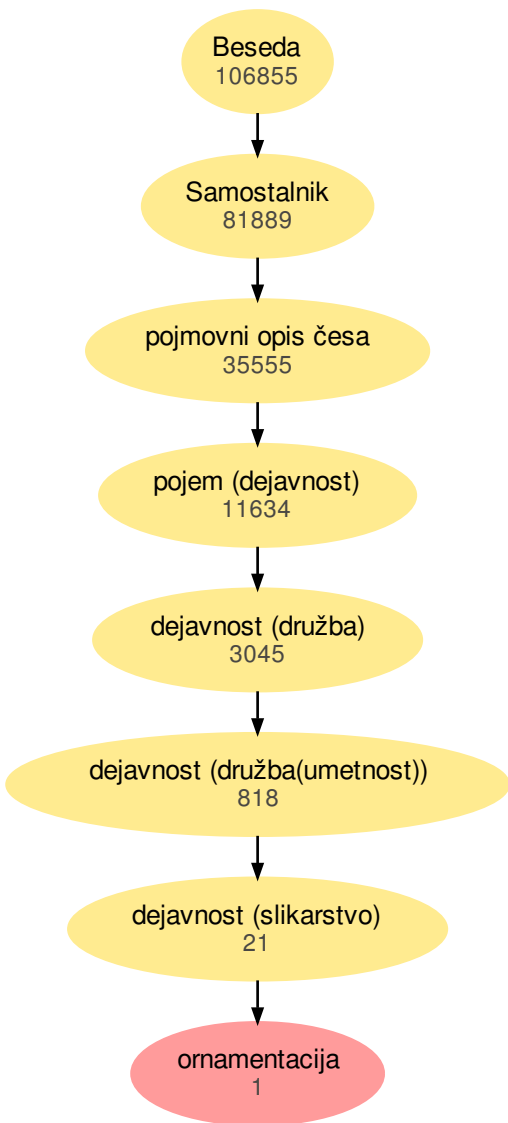 Beseda
106855
Samostalnik
81889
pojmovni opis česa
35555
pojem (dejavnost)
11634
dejavnost (družba)
3045
dejavnost (družba(umetnost))
818
dejavnost (slikarstvo)
21
ornamentacija
1